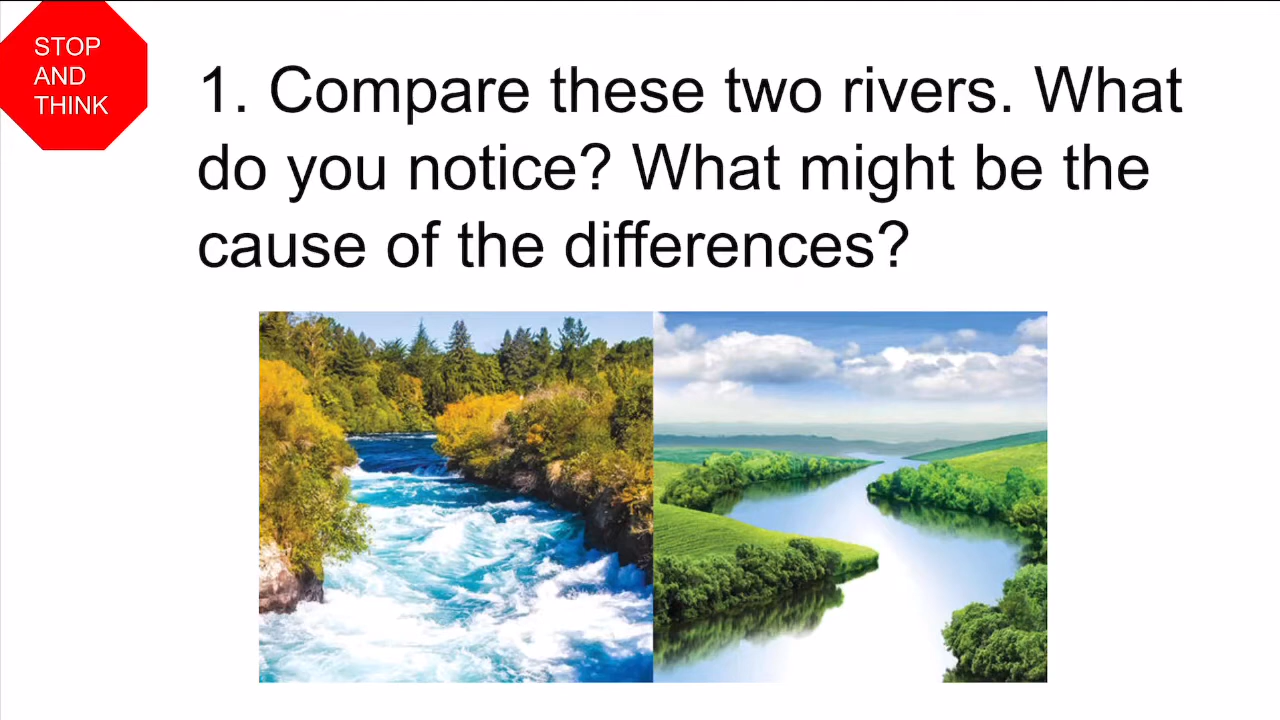 STOP
AND
THINK
1. Compare these two rivers. What
do you notice? What might be the
cause of the differences?